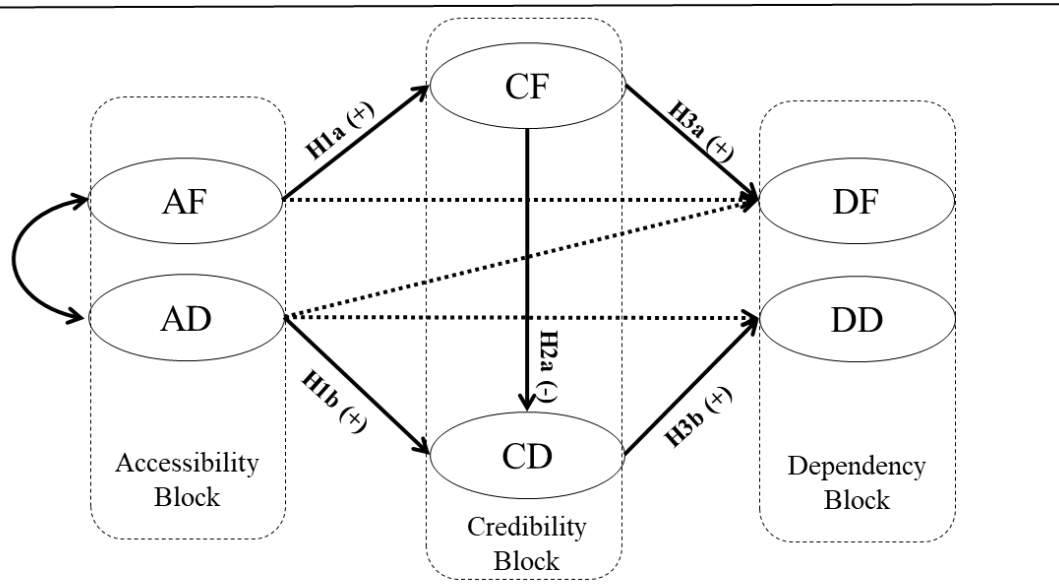 CF
H1a (+)
H3a (+)
AF
DF
AD
DD
H2a (-)
H1b (+)
H3b (+)
CD
Accessibility
Block
Dependency
Block
Credibility
Block